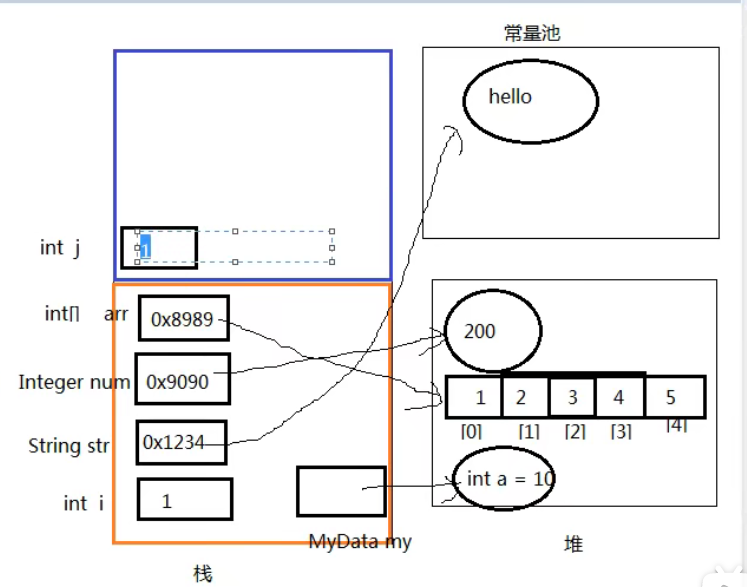 常量池
hello
int j
1
int[] arr
0x8989
200
Integer num
0x9090
1 2 3 4 5
[0] [1] [2] [3] [4]
String str
0x1234
int a = 10
int i
1
MyData my
堆
栈